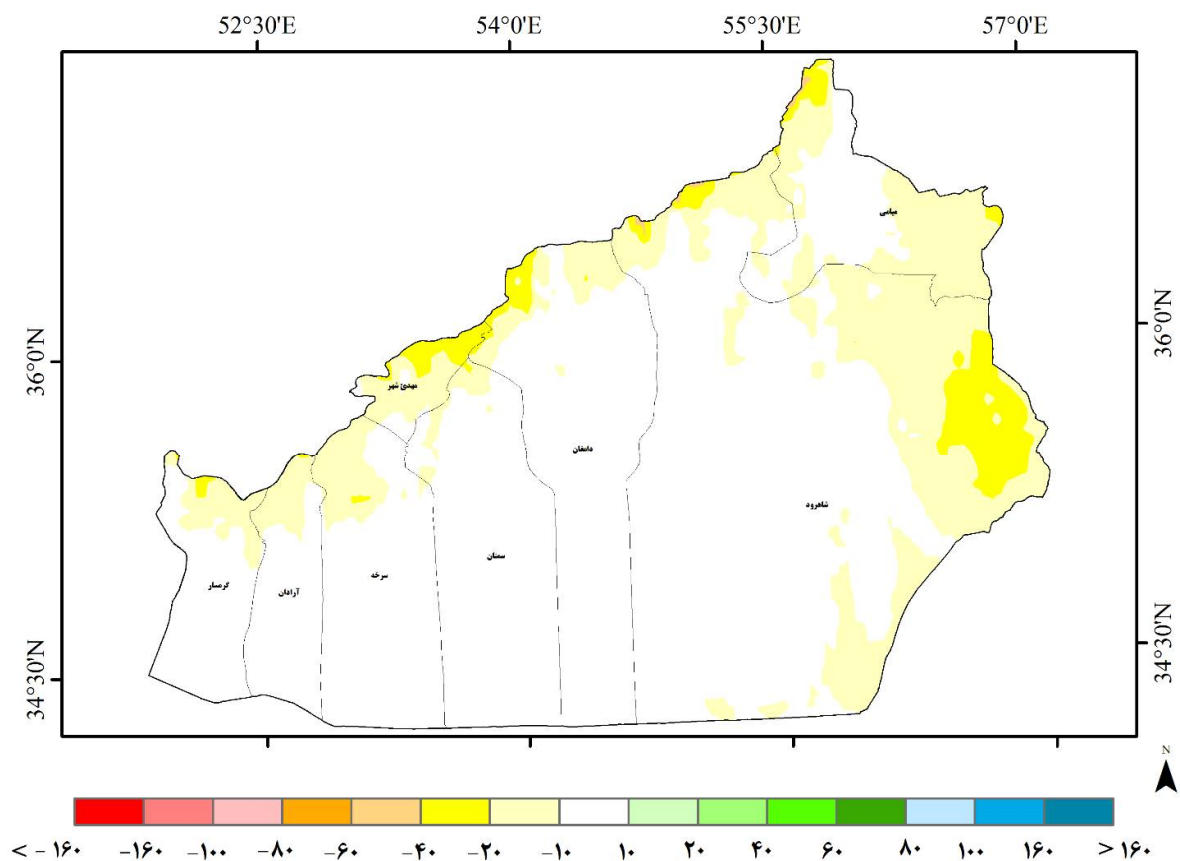 52°30'E 54°0'E 55°30'E 57°0'E
میامی
36°0'N
36°0'N
مهدئ شهر
دامغان
شاهرود
سمنان
سرخه
گرمسار
آرادان
34°30'N
34°30'N
N
< -۱۶۰ -۱۶۰ -۱۰۰ -۸۰ -۶۰ -۴۰ -۲۰ -۱۰ ۱۰ ۲۰ ۴۰ ۶۰ ۸۰ ۱۰۰ ۱۶۰ > ۱۶۰